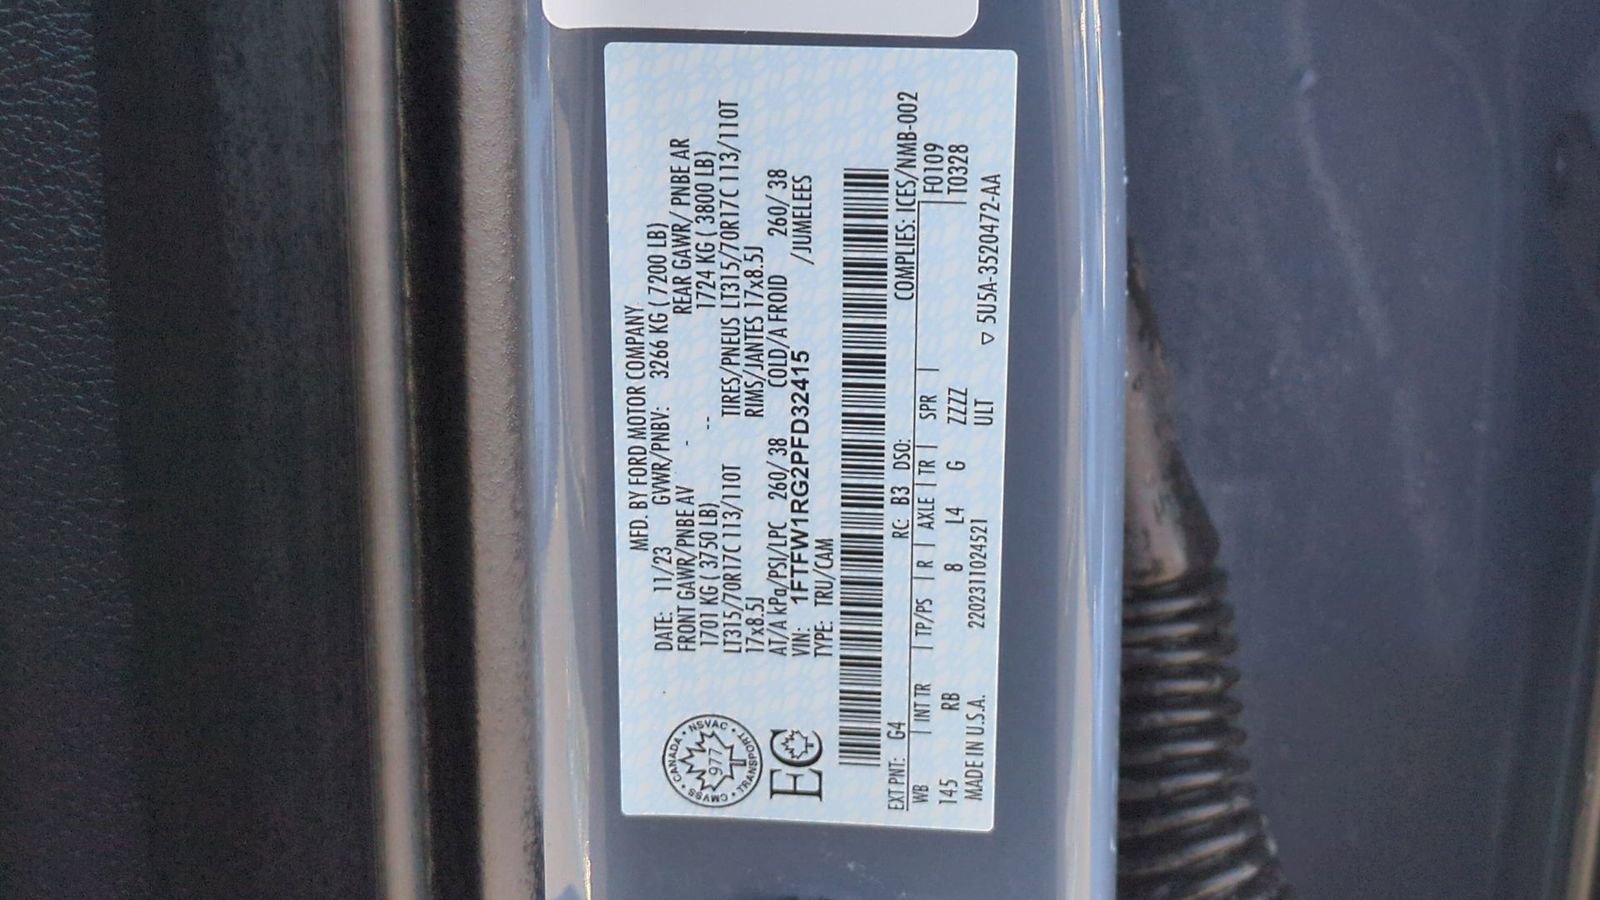 MFD. BY FORD MOTOR COMPANY
DATE: 11/23 GVWR/PNBV: 3266 KG ( 7200 LB)
FRONT GAWR/PNBE AV - REAR GAWR/ PNBE AR
1701 KG ( 3750 LB) -- 1724 KG ( 3800 LB)
LT315/70R17C 113/110T TIRES/PNEUS LT315/70R17C 113/110T
17x8.5J RIMS/JANTES 17x8.5J
AT/A kPa/PSI/LPC 260/ 38 COLD/A FROID 260/ 38
VIN: 1FTFW1RG2PFD32415 /JUMELEES
TYPE: TRU/CAM
CANADA • NSVAC • TRANSPORT • CMVSS •
977
EC
EXT PNT: G4 RC: B3 DSO: COMPLIES: ICES/NMB-002
WB | INT TR | TP/PS | R | AXLE | TR | SPR | F0109
145 RB 8 L4 G ZZZZ T0328
MADE IN U.S.A. 220231102452​1 ULT ▽ 5U5A-3520472-AA